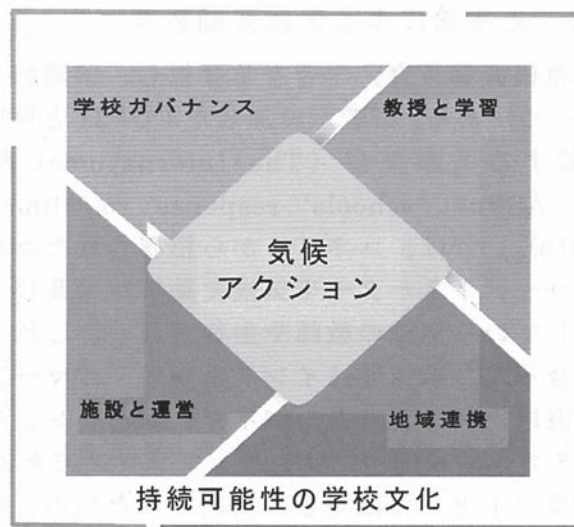 学校ガバナンス
教授と学習
気候
アクション
施設と運営
地域連携
持続可能性の学校文化